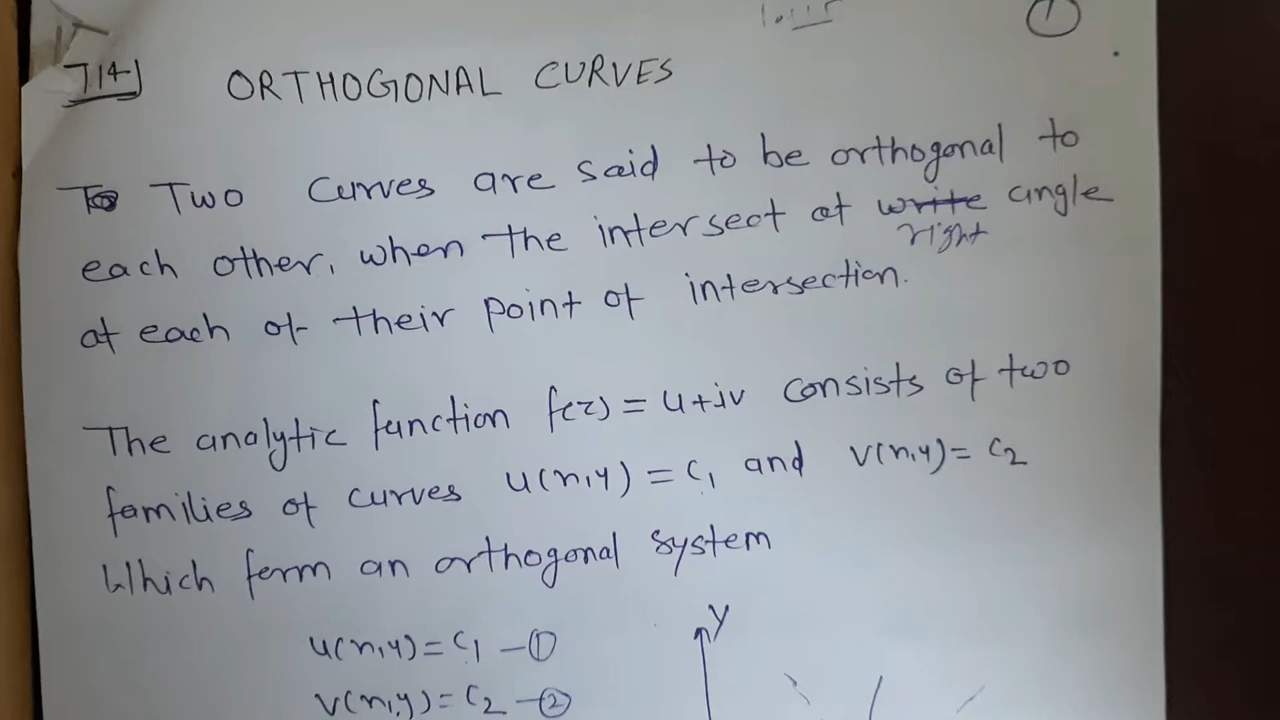 ①
7.14] ORTHOGONAL CURVES
Two curves are said to be orthogonal to
each other, when the intersect at write angle
right
at each of their point of intersection.
The analytic function f(z) = u+iv consists of two
families of curves u(x,y) = c₁ and v(x,y) = c₂
Which form an orthogonal system
u(x,y) = c₁ — ①
y
v(x,y) = c₂ — ②